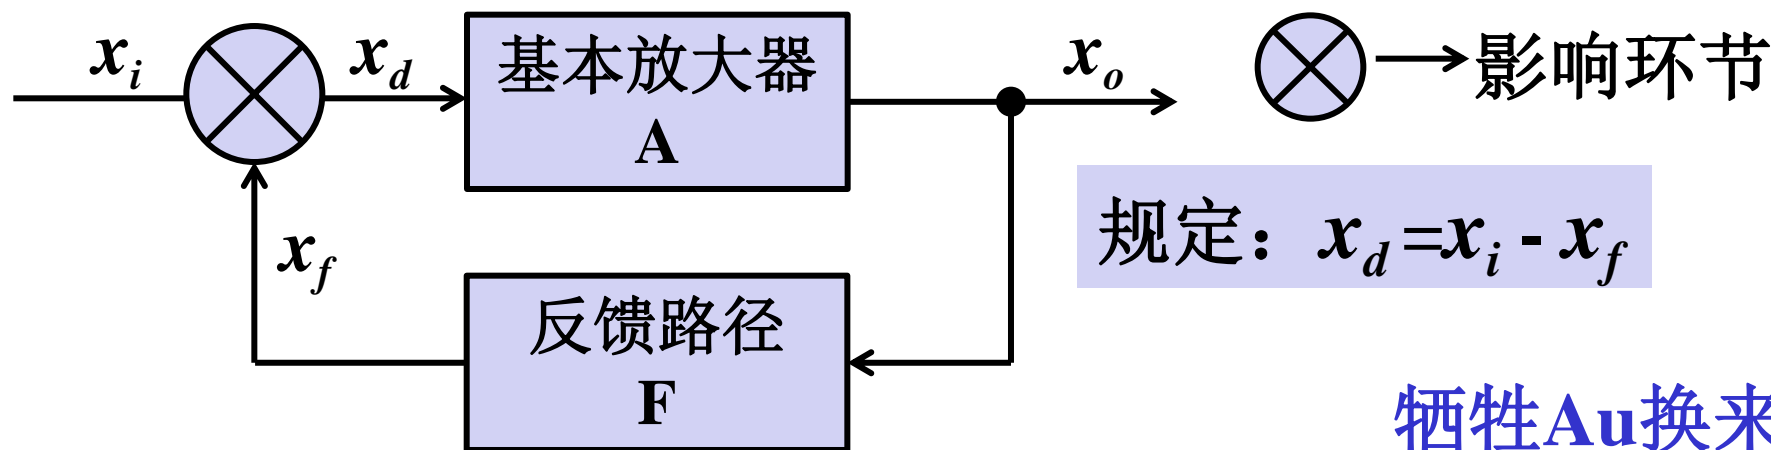 xi
xd
基本放大器
A
xo
影响环节
规定：xd=xi - xf
xf
反馈路径
F
牺牲Au换来